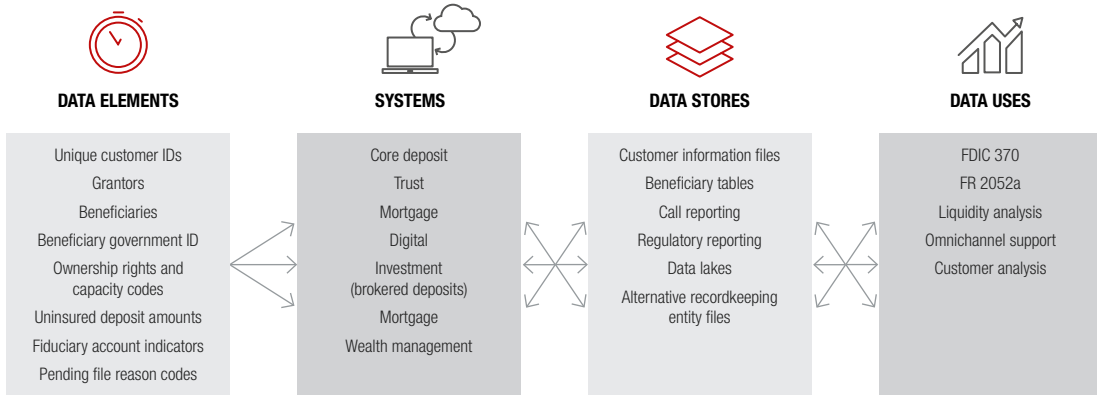 DATA ELEMENTS
Unique customer IDs
Grantors
Beneficiaries
Beneficiary government ID
Ownership rights and
capacity codes
Uninsured deposit amounts
Fiduciary account indicators
Pending file reason codes
SYSTEMS
Core deposit
Trust
Mortgage
Digital
Investment
(brokered deposits)
Mortgage
Wealth management
DATA STORES
Customer information files
Beneficiary tables
Call reporting
Regulatory reporting
Data lakes
Alternative recordkeeping
entity files
DATA USES
FDIC 370
FR 2052a
Liquidity analysis
Omnichannel support
Customer analysis